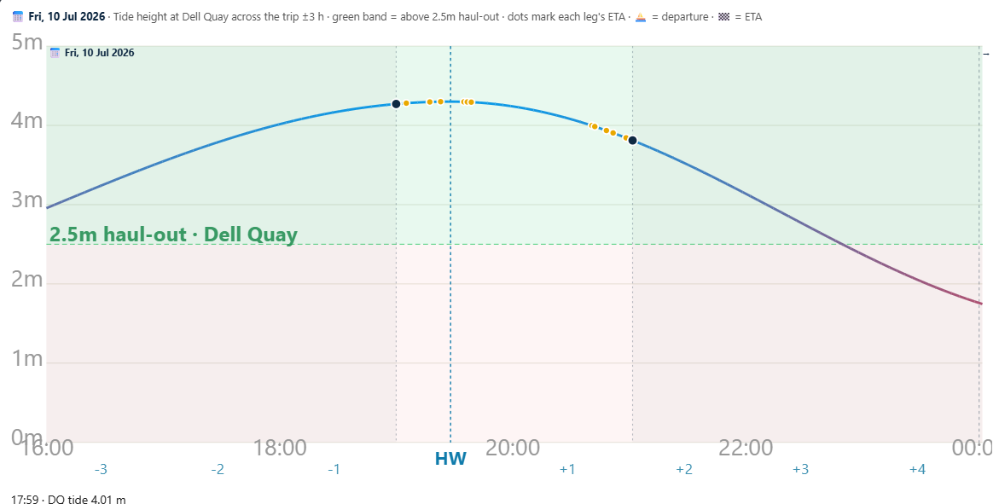 Fri, 10 Jul 2026 · Tide height at Dell Quay across the trip ±3 h · green band = above 2.5m haul-out · dots mark each leg's ETA · ⛵ = departure · 🏁 = ETA
5m
Fri, 10 Jul 2026
→
4m
3m
2.5m haul-out · Dell Quay
2m
1m
0m
16:00 18:00 20:00 22:00 00:0
HW
-3 -2 -1 +1 +2 +3 +4
17:59 · DQ tide 4.01 m